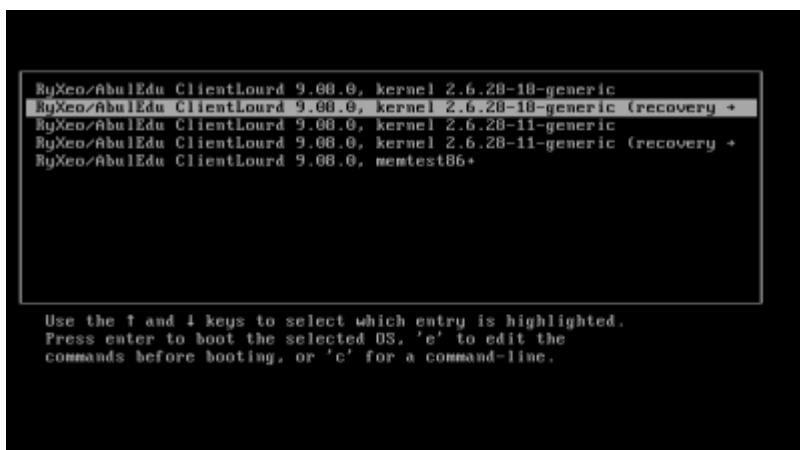 RyXeo/AbulEdu ClientLourd 9.08.0, kernel 2.6.28-18-generic
RyXeo/AbulEdu ClientLourd 9.08.0, kernel 2.6.28-18-generic (recovery →
RyXeo/AbulEdu ClientLourd 9.08.0, kernel 2.6.28-11-generic
RyXeo/AbulEdu ClientLourd 9.08.0, kernel 2.6.28-11-generic (recovery →
RyXeo/AbulEdu ClientLourd 9.08.0, memtest86+
Use the ↑ and ↓ keys to select which entry is highlighted.
Press enter to boot the selected OS, 'e' to edit the
commands before booting, or 'c' for a command-line.